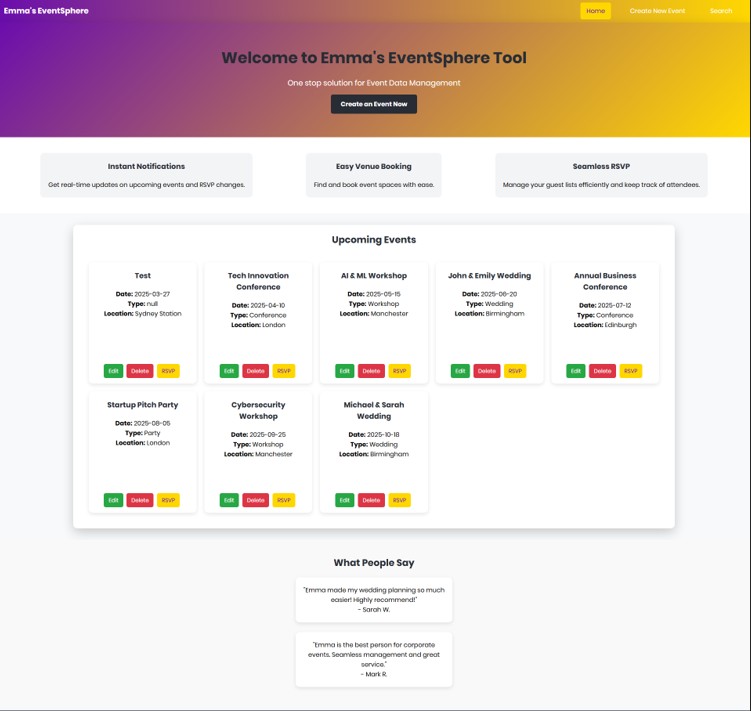 Emma's EventSphere
Home
Create New Event
Search
Welcome to Emma's EventSphere Tool
One stop solution for Event Data Management
Create an Event Now
Instant Notifications
Get real-time updates on upcoming events and RSVP changes.
Easy Venue Booking
Find and book event spaces with ease.
Seamless RSVP
Manage your guest lists efficiently and keep track of attendees.
Upcoming Events
Test
Date: 2025-03-27
Type: null
Location: Sydney Station
Edit Delete RSVP
Tech Innovation
Conference
Date: 2025-04-10
Type: Conference
Location: London
Edit Delete RSVP
AI & ML Workshop
Date: 2025-05-15
Type: Workshop
Location: Manchester
Edit Delete RSVP
John & Emily Wedding
Date: 2025-06-20
Type: Wedding
Location: Birmingham
Edit Delete RSVP
Annual Business
Conference
Date: 2025-07-12
Type: Conference
Location: Edinburgh
Edit Delete RSVP
Startup Pitch Party
Date: 2025-08-05
Type: Party
Location: London
Edit Delete RSVP
Cybersecurity
Workshop
Date: 2025-09-25
Type: Workshop
Location: Manchester
Edit Delete RSVP
Michael & Sarah
Wedding
Date: 2025-10-18
Type: Wedding
Location: Birmingham
Edit Delete RSVP
What People Say
"Emma made my wedding planning so much
easier! Highly recommend!"
- Sarah W.
"Emma is the best person for corporate
events. Seamless management and great
service."
- Mark R.